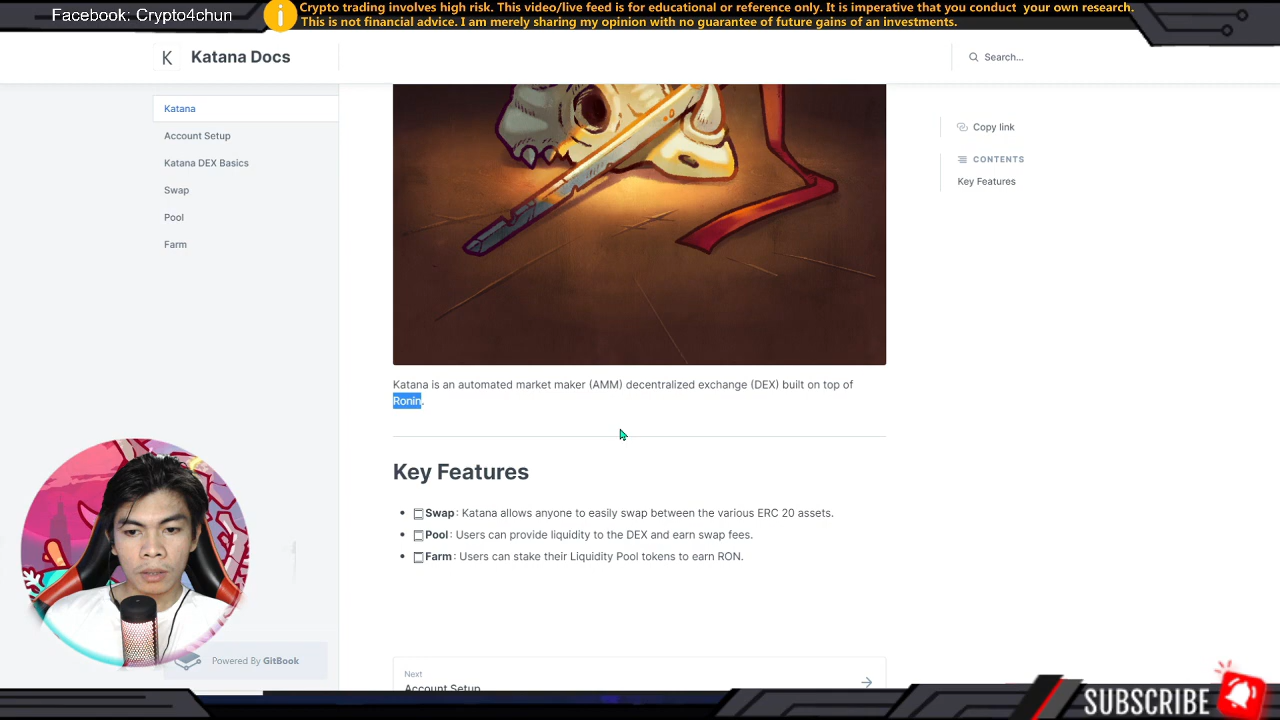 Facebook: Crypto4chun
Crypto trading involves high risk. This video/live feed is for educational or reference only. It is imperative that you conduct your own research.
This is not financial advice. I am merely sharing my opinion with no guarantee of future gains of an investments.
K Katana Docs
Search...
Katana
Account Setup
Katana DEX Basics
Swap
Pool
Farm
Copy link
CONTENTS
Key Features
Katana is an automated market maker (AMM) decentralized exchange (DEX) built on top of
Ronin.
Key Features
Swap: Katana allows anyone to easily swap between the various ERC 20 assets.
Pool: Users can provide liquidity to the DEX and earn swap fees.
Farm: Users can stake their Liquidity Pool tokens to earn RON.
Powered By GitBook
Next
Account Setup
SUBSCRIBE